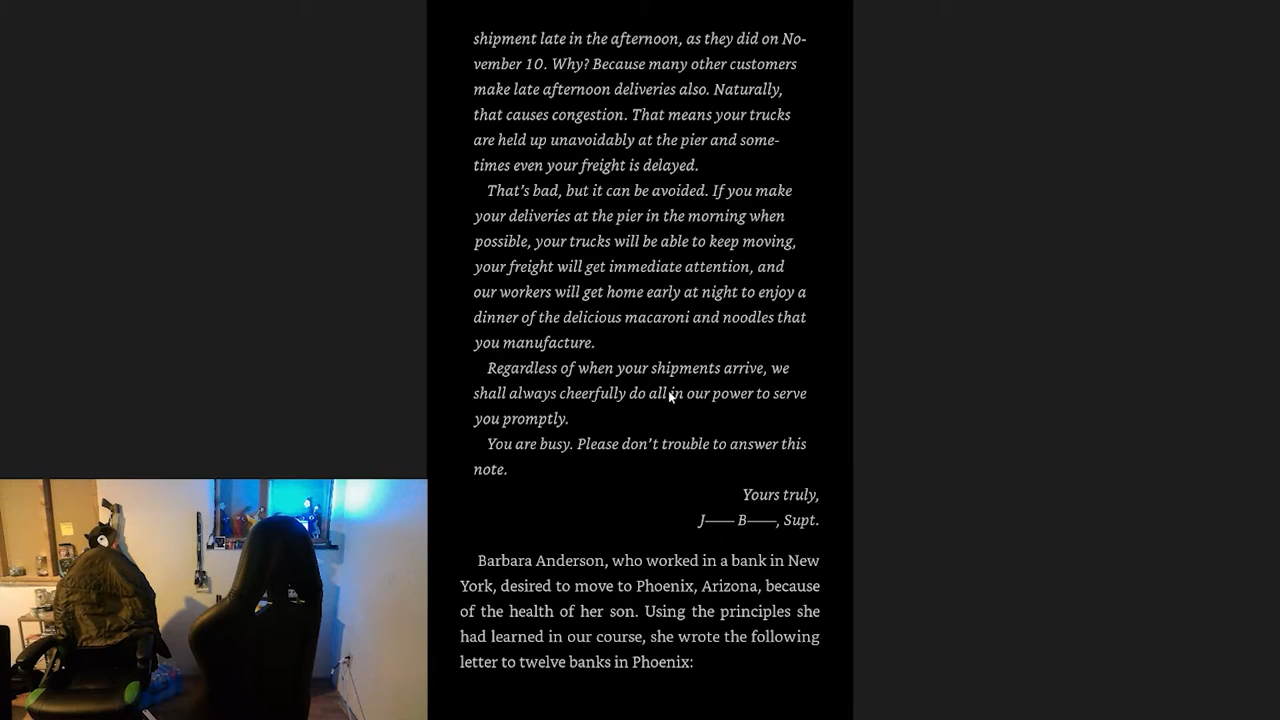 shipment late in the afternoon, as they did on No-
vember 10. Why? Because many other customers
make late afternoon deliveries also. Naturally,
that causes congestion. That means your trucks
are held up unavoidably at the pier and some-
times even your freight is delayed.
That's bad, but it can be avoided. If you make
your deliveries at the pier in the morning when
possible, your trucks will be able to keep moving,
your freight will get immediate attention, and
our workers will get home early at night to enjoy a
dinner of the delicious macaroni and noodles that
you manufacture.
Regardless of when your shipments arrive, we
shall always cheerfully do all in our power to serve
you promptly.
You are busy. Please don't trouble to answer this
note.
Yours truly,
J—— B——, Supt.
Barbara Anderson, who worked in a bank in New
York, desired to move to Phoenix, Arizona, because
of the health of her son. Using the principles she
had learned in our course, she wrote the following
letter to twelve banks in Phoenix: